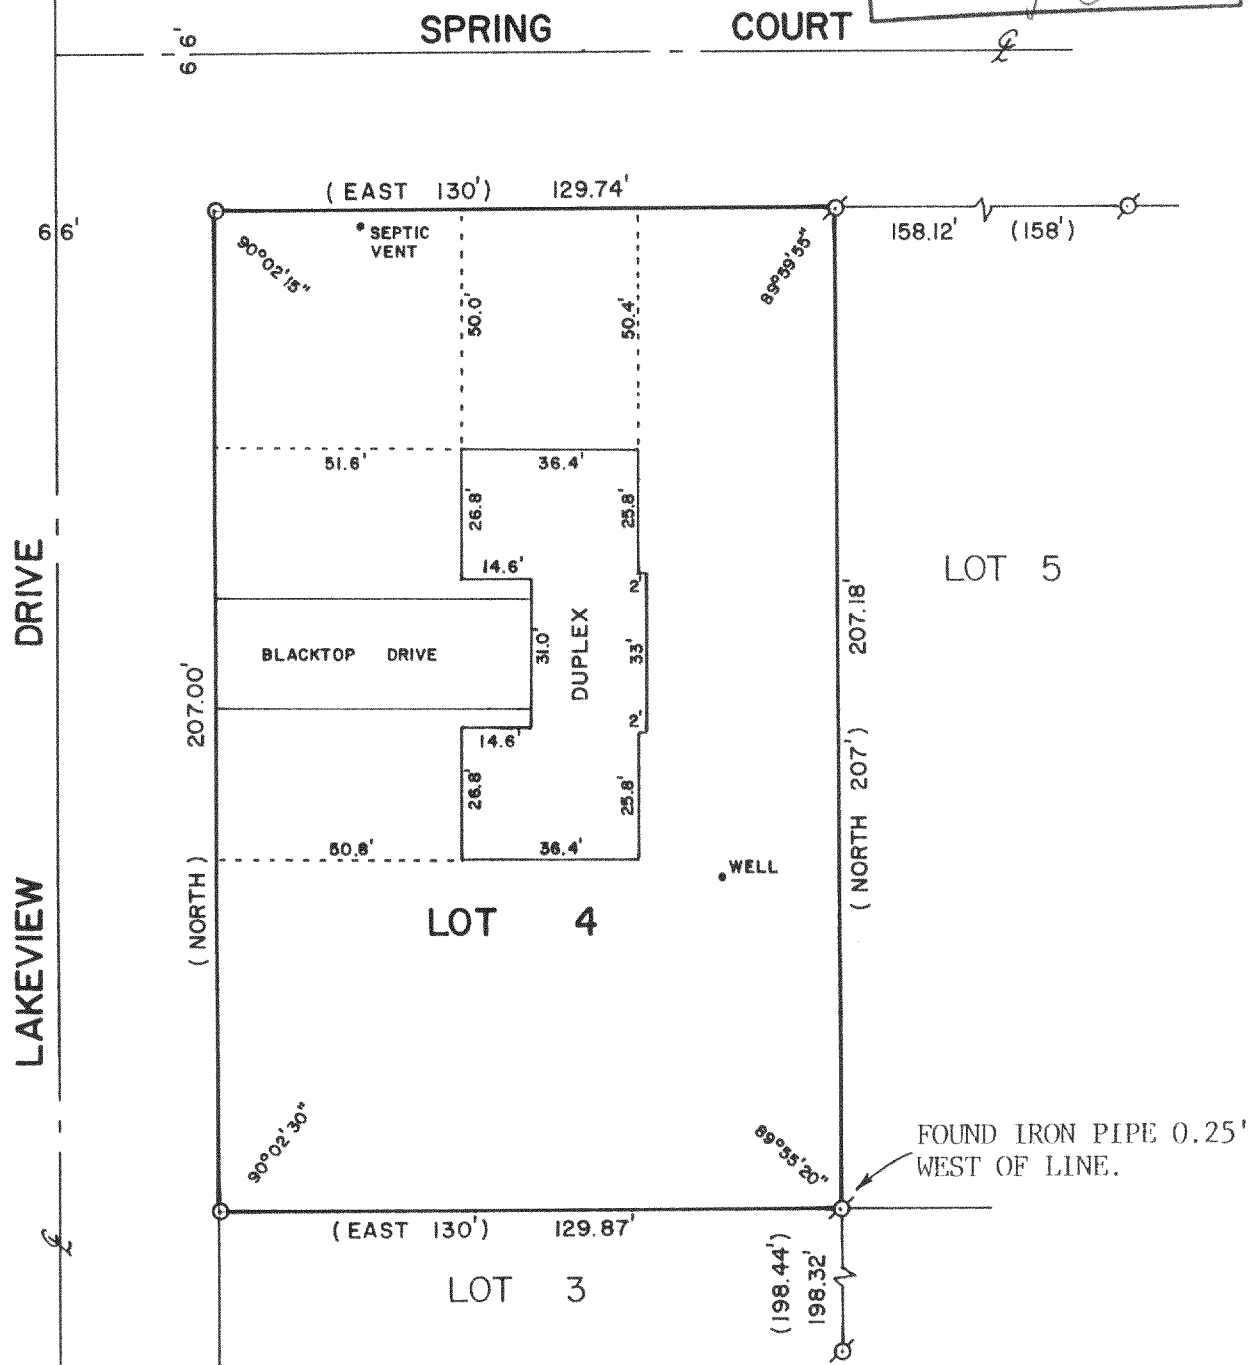 SPRING COURT
66'
(EAST 130') 129.74'
66'
SEPTIC
VENT
90°02'15"
89°59'55"
158.12' (158')
50.0'
50.4'
51.6'
36.4'
26.8'
25.8'
14.6'
2'
LOT 5
DRIVE
BLACKTOP DRIVE
31.0'
DUPLEX
33'
207.18'
207.00'
2'
14.6'
26.8'
25.8'
(NORTH 207')
50.8'
36.4'
WELL
(NORTH)
LOT 4
LAKEVIEW
90°02'30"
89°55'20"
FOUND IRON PIPE 0.25'
WEST OF LINE.
(EAST 130') 129.87'
LOT 3
(198.44')
198.32'